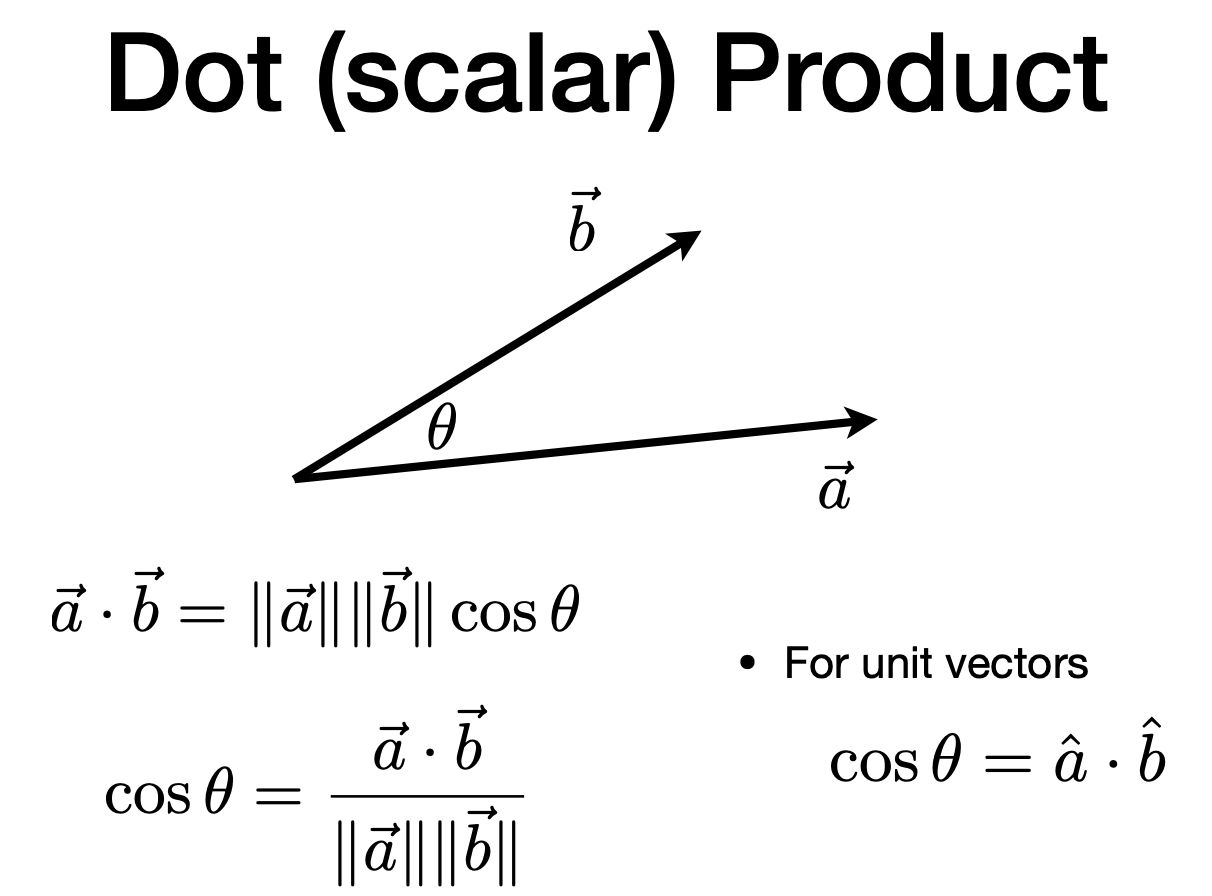 Dot (scalar) Product
$\vec{b}$
$\theta$
$\vec{a}$
$\vec{a} \cdot \vec{b} = \|\vec{a}\| \|\vec{b}\| \cos \theta$
$\cos \theta = \frac{\vec{a} \cdot \vec{b}}{\|\vec{a}\| \|\vec{b}\|}$
• For unit vectors
$\cos \theta = \hat{a} \cdot \hat{b}$